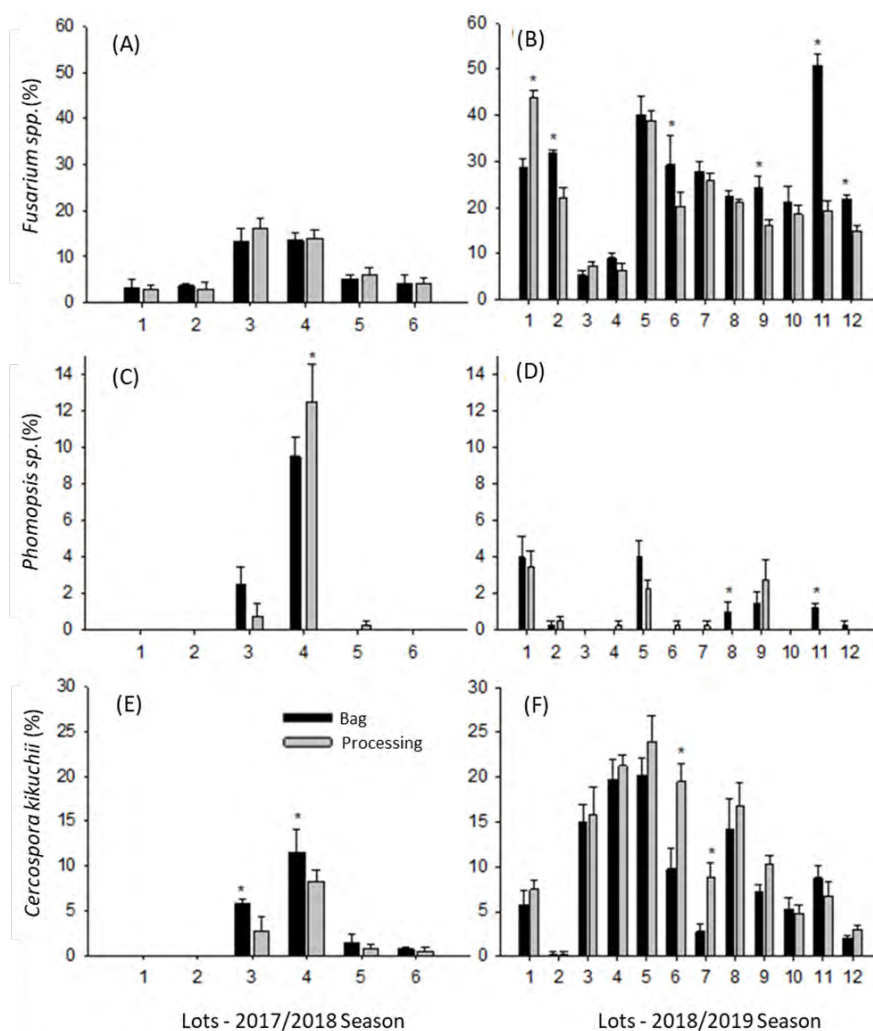 (A)
Fusarium spp.(%)
60
50
40
30
20
10
0
1 2 3 4 5 6
(B)
60
50
40
30
20
10
0
* * * * * *
1 2 3 4 5 6 7 8 9 10 11 12
(C)
Phomopsis sp.(%)
14
12
10
8
6
4
2
0
*
1 2 3 4 5 6
(D)
14
12
10
8
6
4
2
0
* *
1 2 3 4 5 6 7 8 9 10 11 12
(E)
Cercospora kikuchii (%)
30
25
20
15
10
5
0
Bag
Processing
* *
1 2 3 4 5 6
Lots - 2017/2018 Season
(F)
30
25
20
15
10
5
0
* *
1 2 3 4 5 6 7 8 9 10 11 12
Lots - 2018/2019 Season